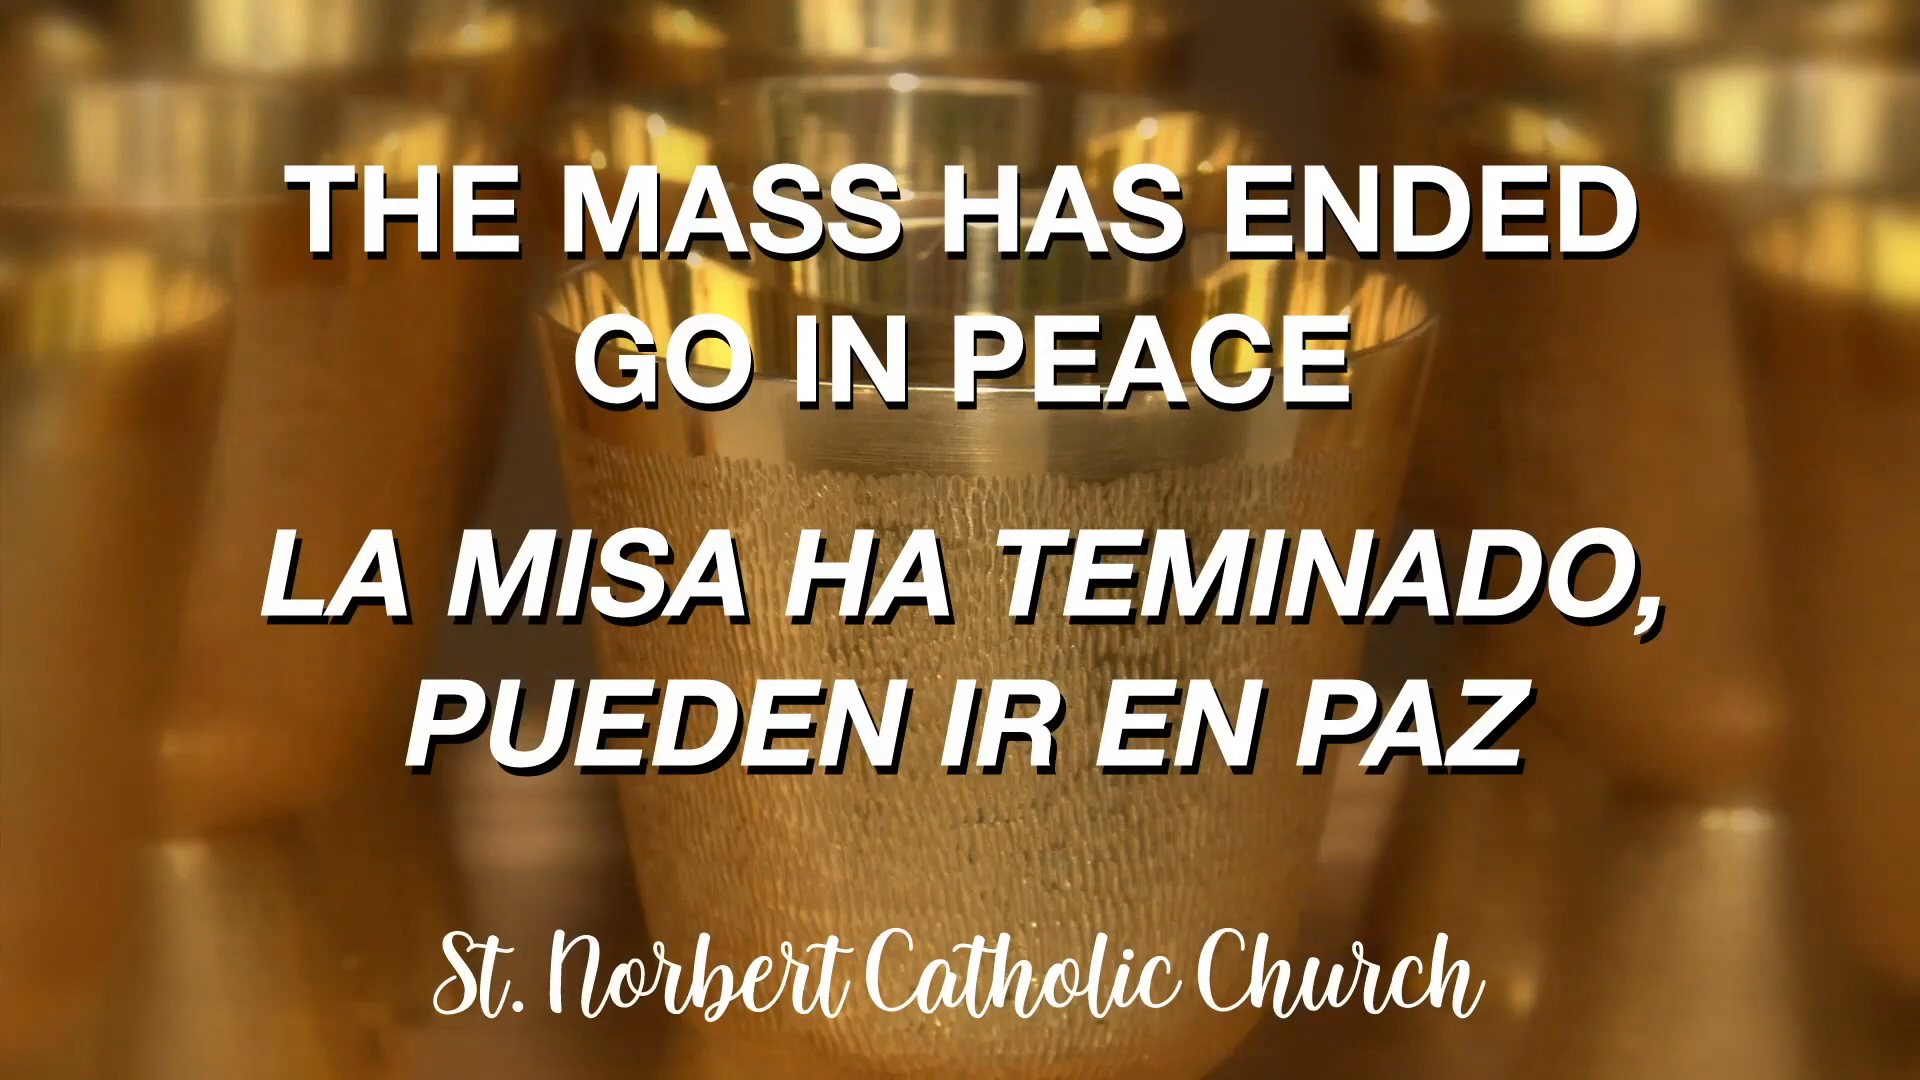 THE MASS HAS ENDED
GO IN PEACE
LA MISA HA TEMINADO,
PUEDEN IR EN PAZ
St. Norbert Catholic Church